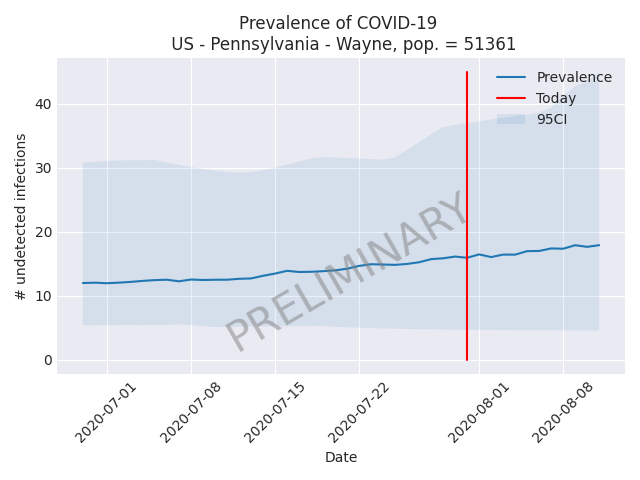 Prevalence of COVID-19
US - Pennsylvania - Wayne, pop. = 51361
Prevalence
Today
95CI
# undetected infections
40
30
20
10
0
PRELIMINARY
2020-07-01
2020-07-08
2020-07-15
2020-07-22
2020-08-01
2020-08-08
Date